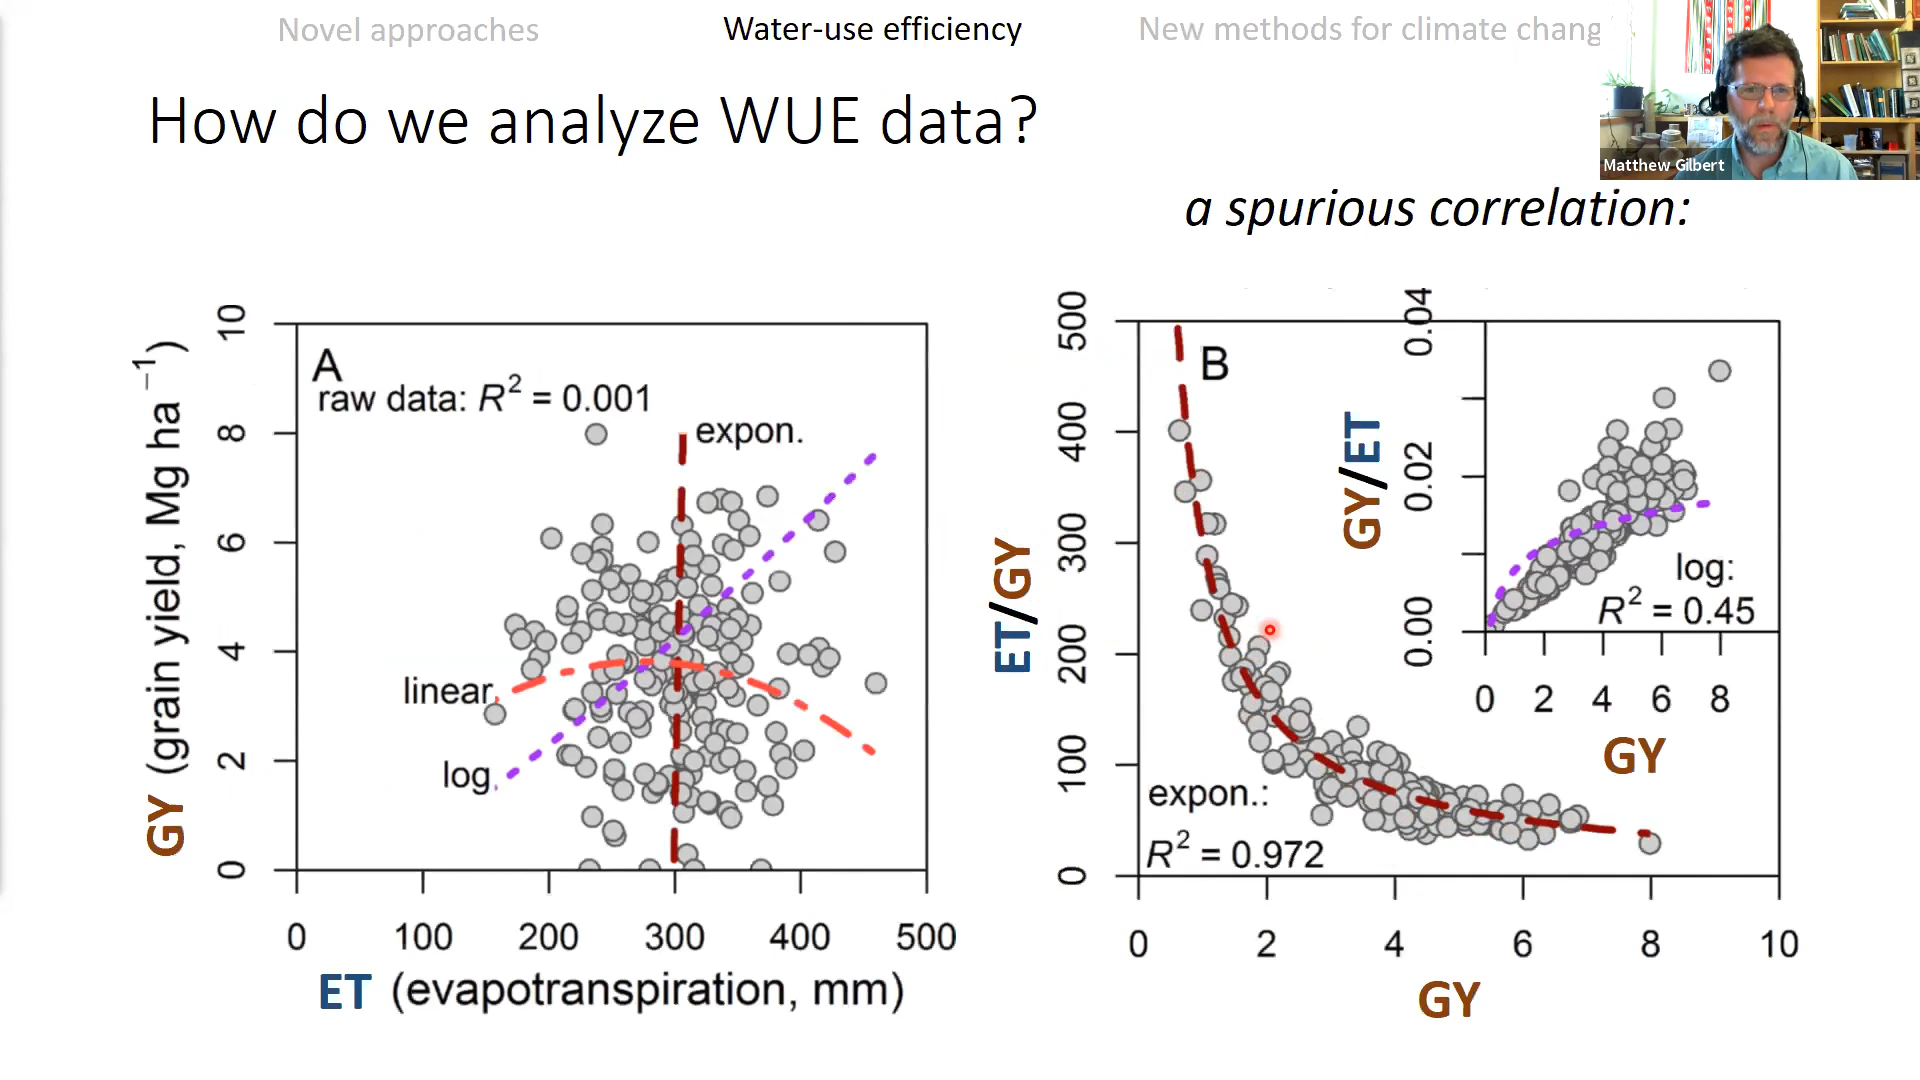 Novel approaches
Water-use efficiency
New methods for climate chang
How do we analyze WUE data?
Matthew Gilbert
a spurious correlation:
A
raw data: R² = 0.001
expon.
linear
log
GY (grain yield, Mg ha⁻¹)
0
2
4
6
8
10
0 100 200 300 400 500
ET (evapotranspiration, mm)
B
expon.:
R² = 0.972
ET/GY
0
100
200
300
400
500
0 2 4 6 8 10
GY
GY/ET
0.00
0.02
0.04
log:
R² = 0.45
0 2 4 6 8
GY